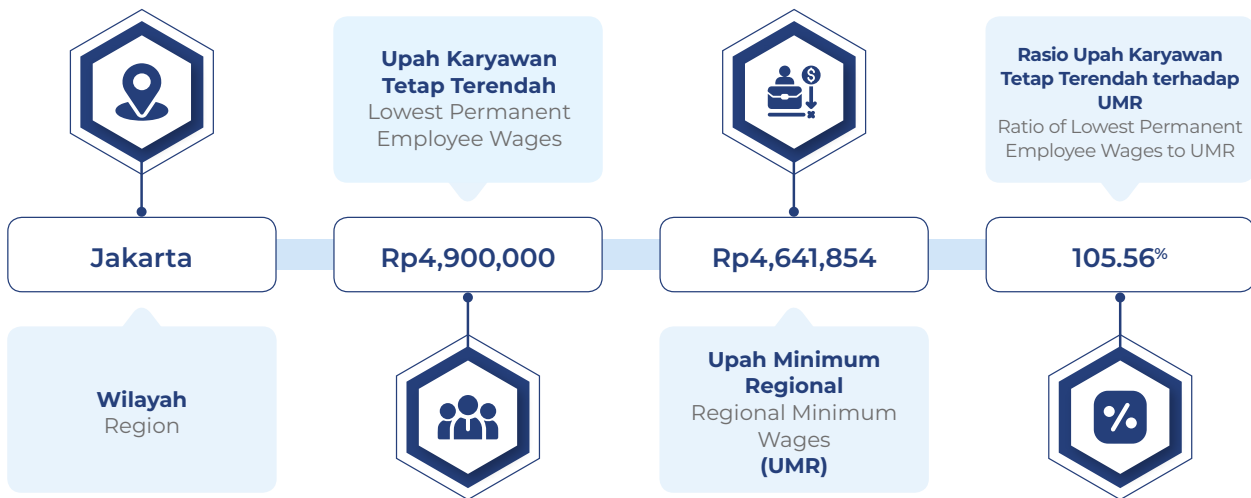 Upah Karyawan
Tetap Terendah
Lowest Permanent
Employee Wages
Rasio Upah Karyawan
Tetap Terendah terhadap
UMR
Ratio of Lowest Permanent
Employee Wages to UMR
Jakarta
Rp4,900,000
Rp4,641,854
105.56%
Wilayah
Region
Upah Minimum
Regional
Regional Minimum
Wages
(UMR)